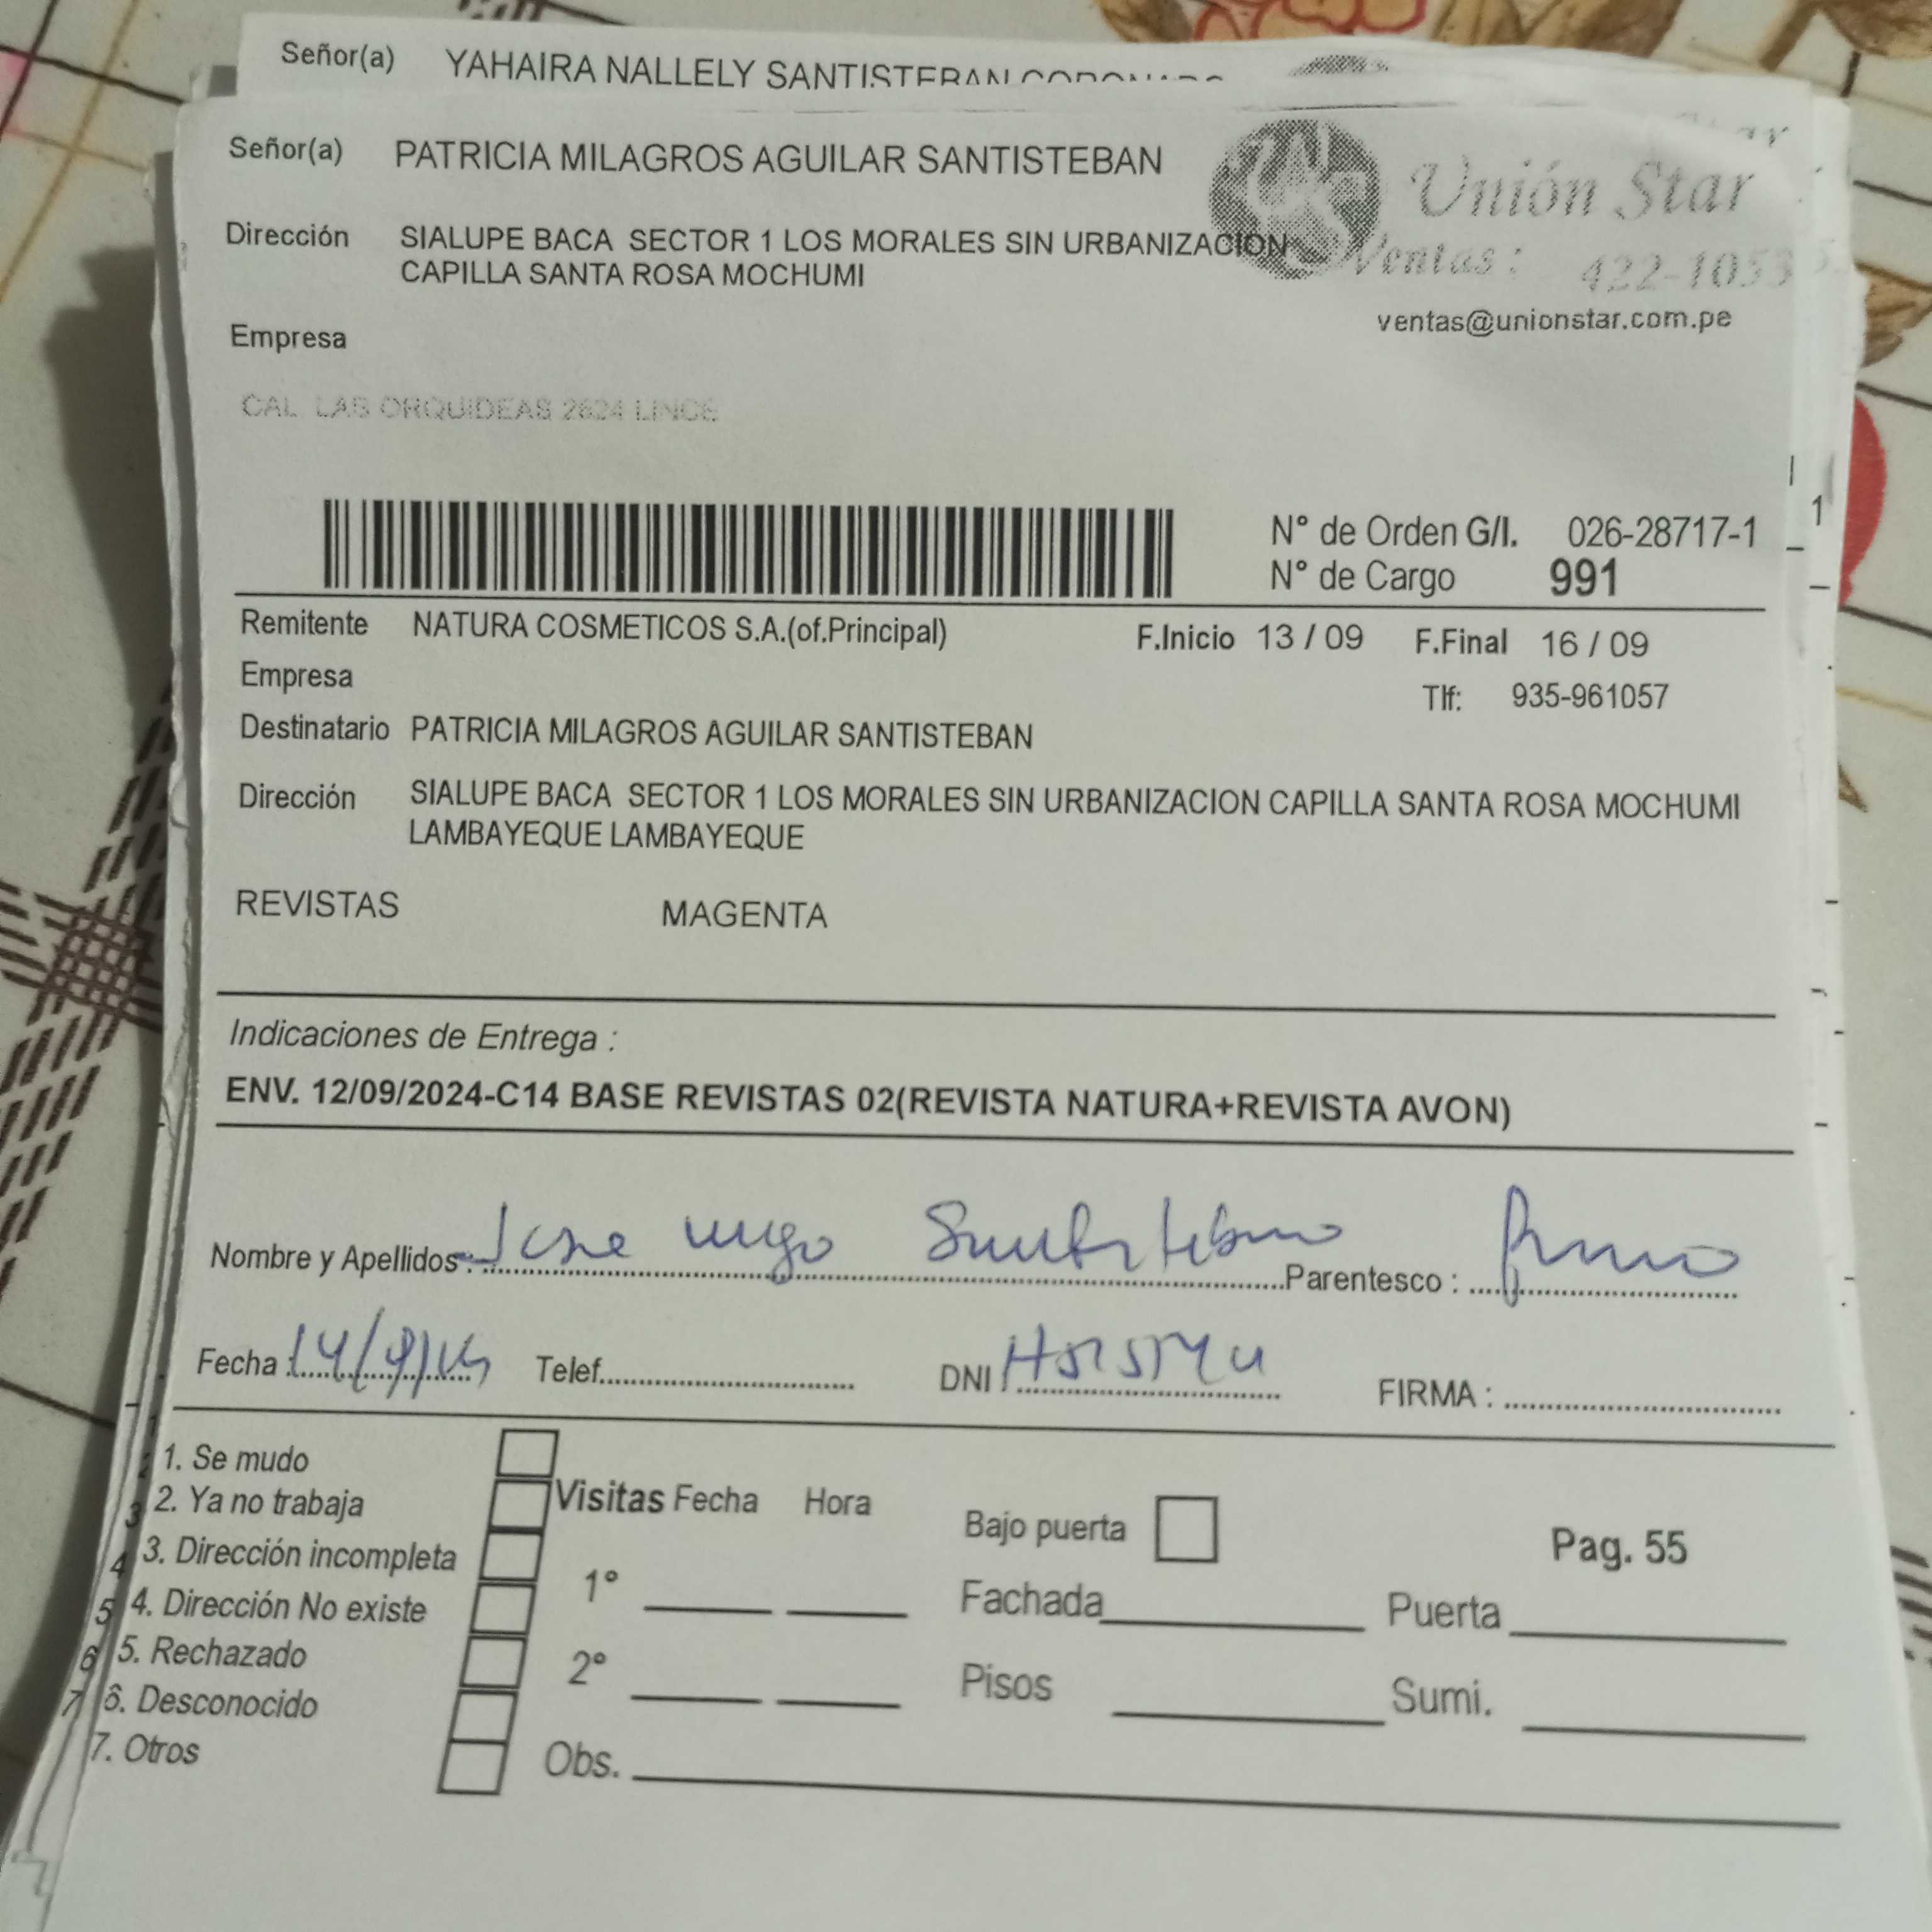 Señor(a) YAHAIRA NALLELY SANTISTEBAN CORONADO
Señor(a) PATRICIA MILAGROS AGUILAR SANTISTEBAN
Unión Star
Dirección SIALUPE BACA SECTOR 1 LOS MORALES SIN URBANIZACION
CAPILLA SANTA ROSA MOCHUMI
Ventas : 422-1053
ventas@unionstar.com.pe
Empresa
CAL LAS ORQUIDEAS 2624 LINCE
N° de Orden G/I. 026-28717-1
N° de Cargo 991
Remitente NATURA COSMETICOS S.A.(of.Principal) F.Inicio 13 / 09 F.Final 16 / 09
Empresa
Tlf: 935-961057
Destinatario PATRICIA MILAGROS AGUILAR SANTISTEBAN
Dirección SIALUPE BACA SECTOR 1 LOS MORALES SIN URBANIZACION CAPILLA SANTA ROSA MOCHUMI
LAMBAYEQUE LAMBAYEQUE
REVISTAS MAGENTA
Indicaciones de Entrega :
ENV. 12/09/2024-C14 BASE REVISTAS 02(REVISTA NATURA+REVISTA AVON)
Nombre y Apellidos : Jose Santisteban Parentesco :
Fecha : Telef. DNI FIRMA :
1. Se mudo
2. Ya no trabaja Visitas Fecha Hora
3. Dirección incompleta Bajo puerta Pag. 55
4. Dirección No existe 1° Fachada Puerta
5. Rechazado 2° Pisos Sumi.
6. Desconocido
7. Otros Obs.